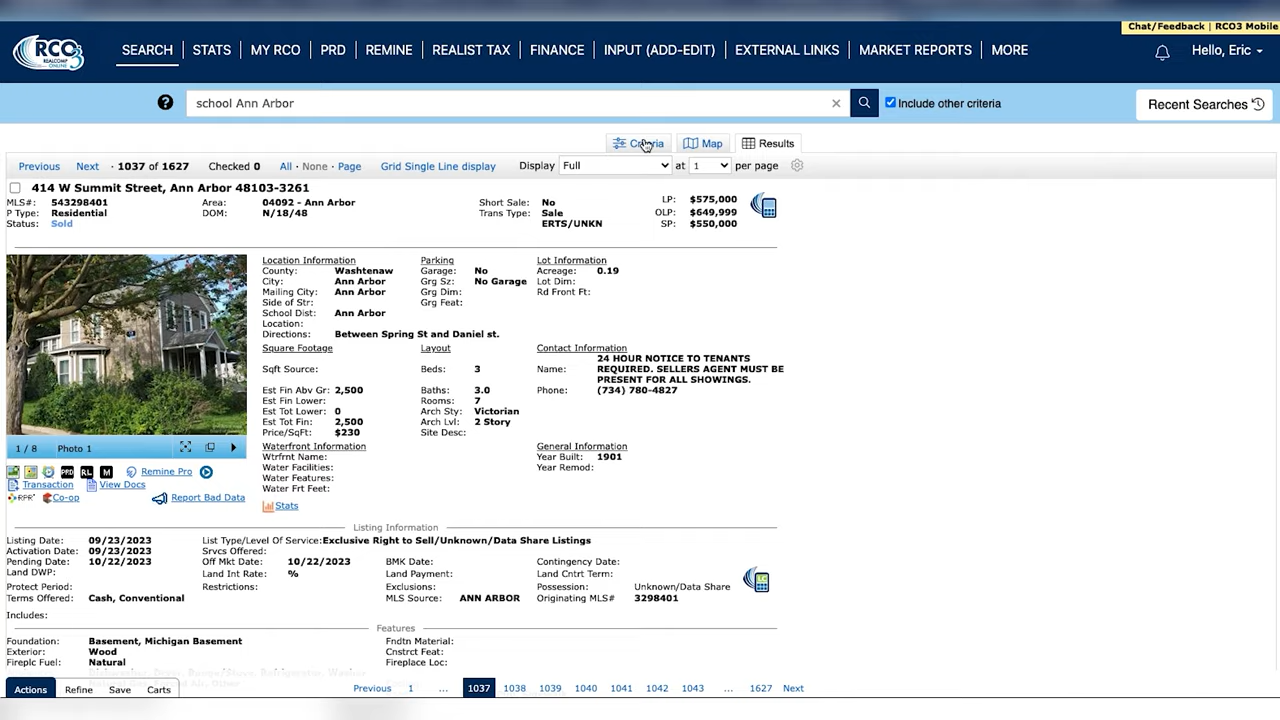 Chat/Feedback | RCO3 Mobile
RCO3 REALCOMP ONLINE
SEARCH STATS MY RCO PRD REMINE REALIST TAX FINANCE INPUT (ADD-EDIT) EXTERNAL LINKS MARKET REPORTS MORE Hello, Eric
? school Ann Arbor Include other criteria Recent Searches
Criteria Map Results
Previous Next · 1037 of 1627 Checked 0 All · None · Page Grid Single Line display Display Full at 1 per page
414 W Summit Street, Ann Arbor 48103-3261
MLS#: 543298401 Area: 04092 - Ann Arbor Short Sale: No LP: $575,000
P Type: Residential DOM: N/18/48 Trans Type: Sale OLP: $649,999
Status: Sold ERTS/UNKN SP: $550,000
Location Information Parking Lot Information
County: Washtenaw Garage: No Acreage: 0.19
City: Ann Arbor Grg Sz: No Garage Lot Dim:
Mailing City: Ann Arbor Grg Dim: Rd Front Ft:
Side of Str: Grg Feat:
School Dist: Ann Arbor
Location:
Directions: Between Spring St and Daniel st.
Square Footage Layout Contact Information
Sqft Source: Beds: 3 Name: 24 HOUR NOTICE TO TENANTS
REQUIRED. SELLERS AGENT MUST BE
PRESENT FOR ALL SHOWINGS.
Est Fin Abv Gr: 2,500 Baths: 3.0 Phone: (734) 780-4827
Est Fin Lower: Rooms: 7
Est Tot Lower: 0 Arch Sty: Victorian
Est Tot Fin: 2,500 Arch Lvl: 2 Story
Price/SqFt: $230 Site Desc:
1 / 8 Photo 1
Waterfront Information General Information
Wtrfrnt Name: Year Built: 1901
Water Facilities: Year Remod:
Water Features:
Water Frt Feet:
PRD RL M Remine Pro
Transaction View Docs
RPR Co-op Report Bad Data
Stats
Listing Information
Listing Date: 09/23/2023 List Type/Level Of Service: Exclusive Right to Sell/Unknown/Data Share Listings
Activation Date: 09/23/2023 Srvcs Offered:
Pending Date: 10/22/2023 Off Mkt Date: 10/22/2023 BMK Date: Contingency Date:
Land DWP: Land Int Rate: % Land Payment: Land Cntrt Term:
Protect Period: Restrictions: Exclusions: Possession: Unknown/Data Share
Terms Offered: Cash, Conventional MLS Source: ANN ARBOR Originating MLS# 3298401
LC
Includes:
Features
Foundation: Basement, Michigan Basement Fndtn Material:
Exterior: Wood Cnstrct Feat:
Fireplc Fuel: Natural Fireplace Loc:
Actions Refine Save Carts Previous 1 ... 1037 1038 1039 1040 1041 1042 1043 ... 1627 Next